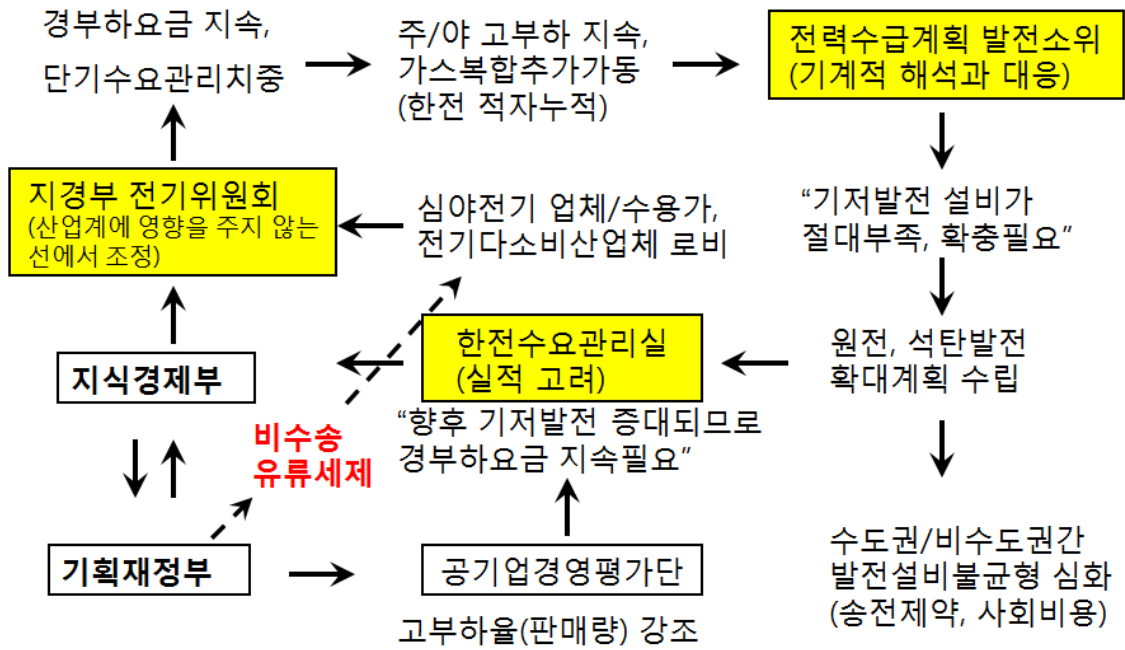 경부하요금 지속,
단기수요관리치중
주/야 고부하 지속,
가스복합추가가동
(한전 적자누적)
전력수급계획 발전소위
(기계적 해석과 대응)
지경부 전기위원회
(산업계에 영향을 주지 않는
선에서 조정)
심야전기 업체/수용가,
전기다소비산업체 로비
“기저발전 설비가
절대부족, 확충필요”
지식경제부
한전수요관리실
(실적 고려)
원전, 석탄발전
확대계획 수립
비수송
유류세제
“향후 기저발전 증대되므로
경부하요금 지속필요”
기획재정부
공기업경영평가단
고부하율(판매량) 강조
수도권/비수도권간
발전설비불균형 심화
(송전제약, 사회비용)